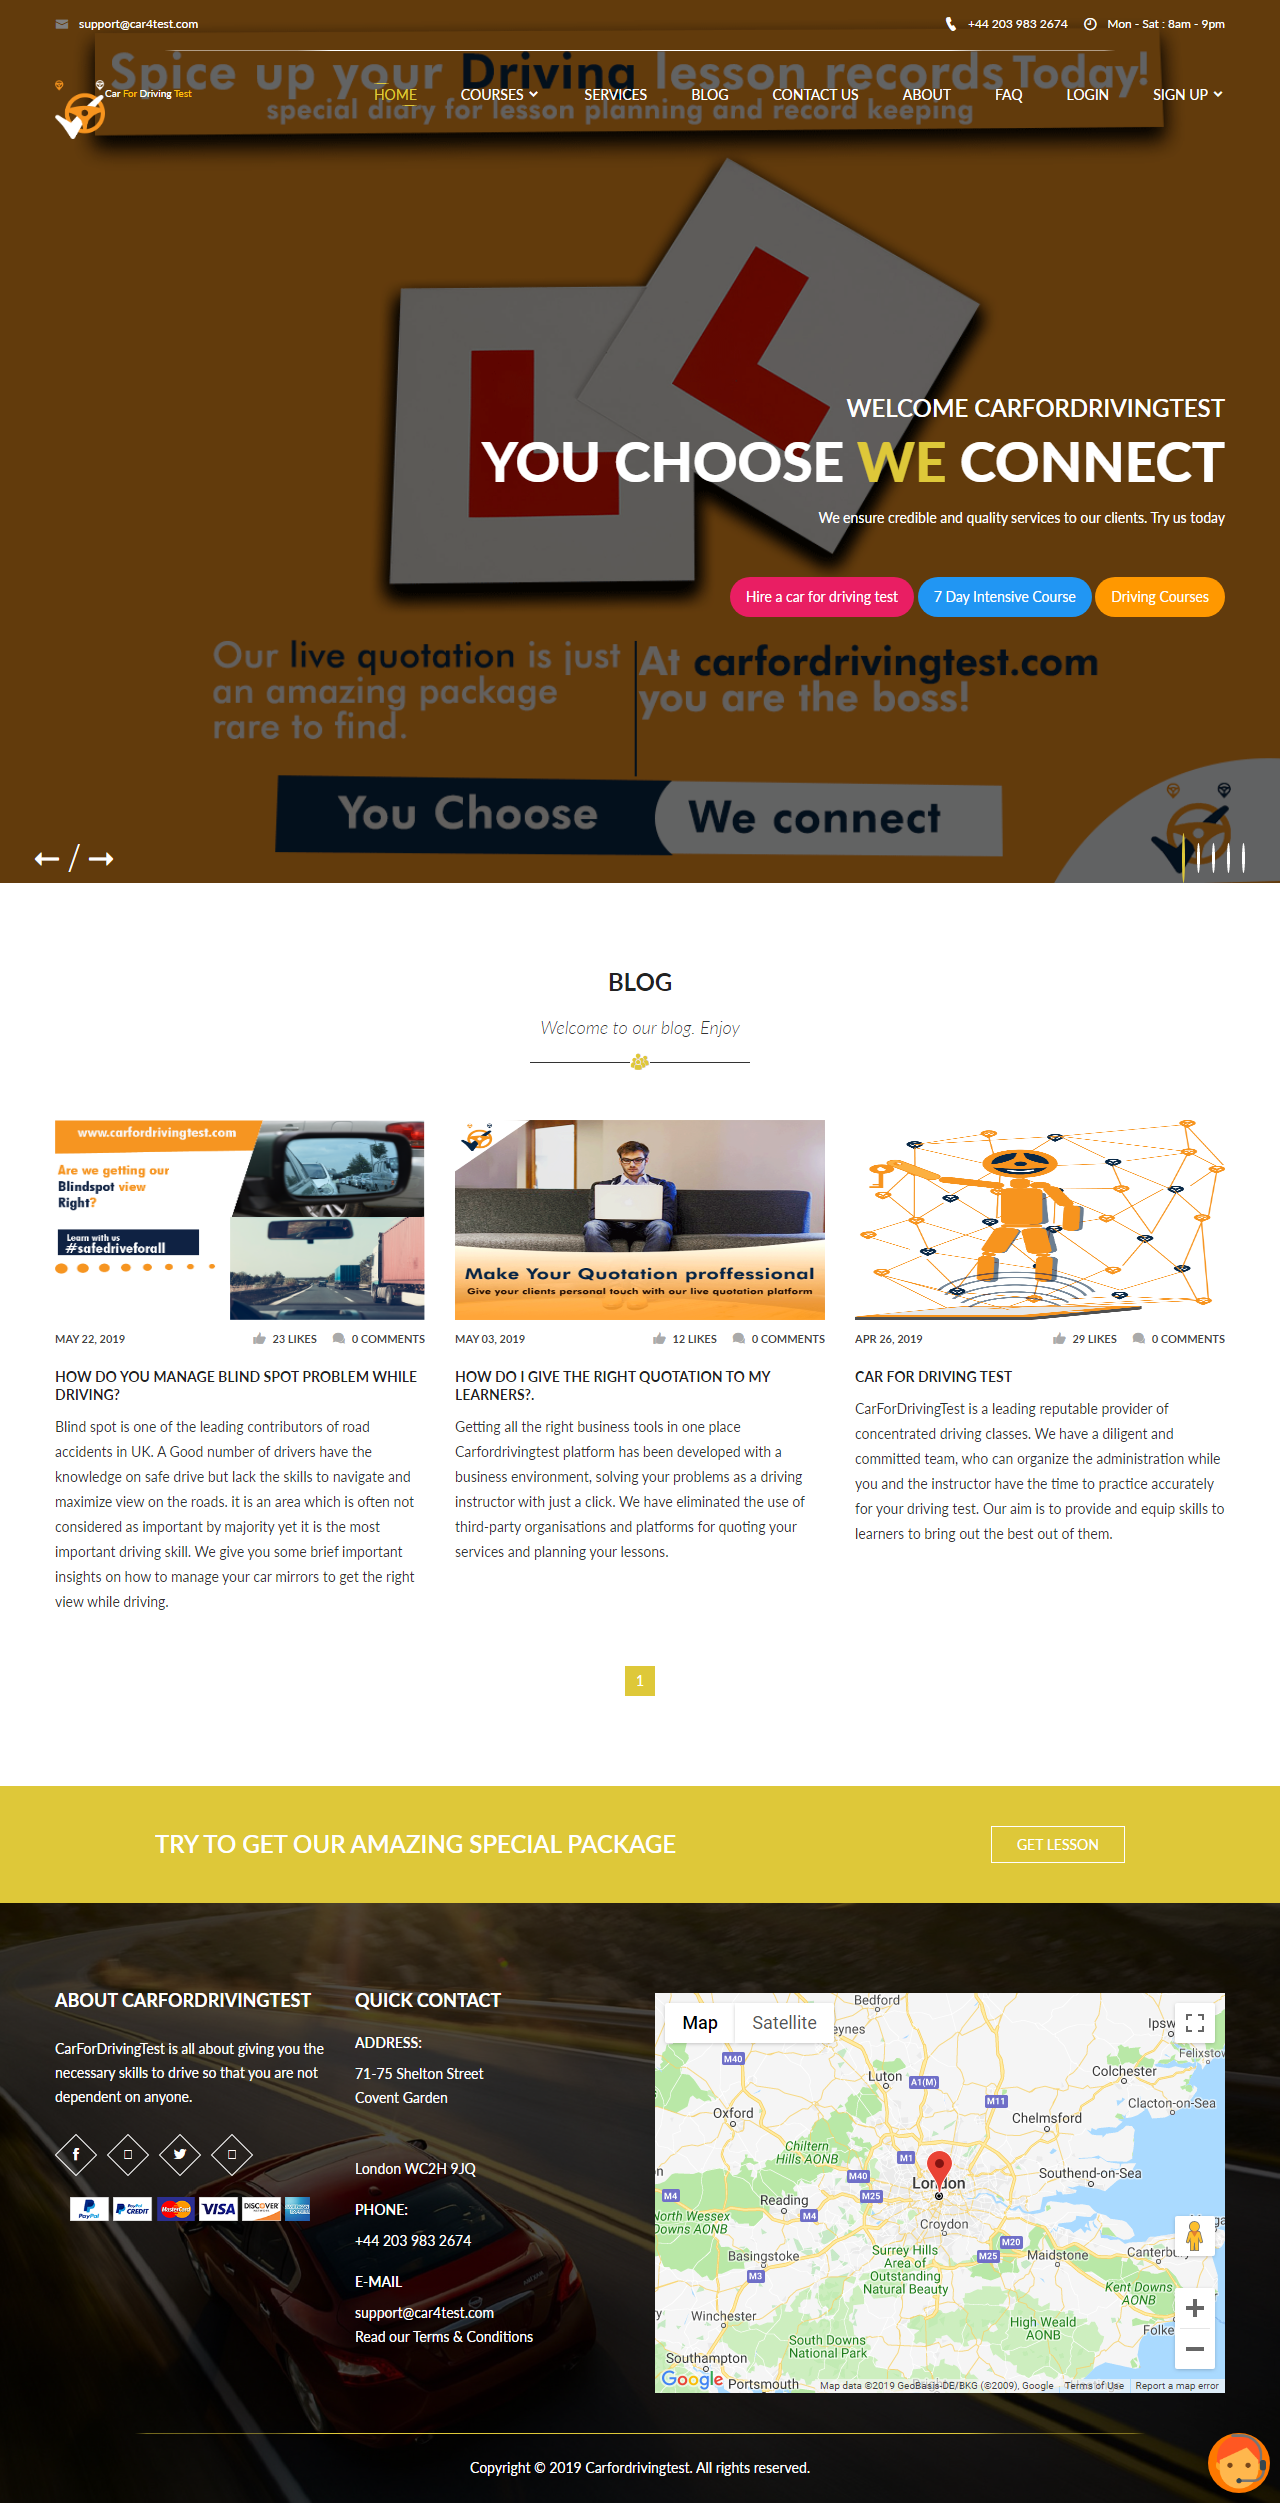 support@car4test.com
+44 203 983 2674
Mon - Sat : 8am - 9pm
Spice up your Driving lesson records Today!
special diary for lesson planning and record keeping
Car For Driving Test
HOME
COURSES
SERVICES
BLOG
CONTACT US
ABOUT
FAQ
LOGIN
SIGN UP
L
L
WELCOME CARFORDRIVINGTEST
YOU CHOOSE WE CONNECT
We ensure credible and quality services to our clients. Try us today
Hire a car for driving test
7 Day Intensive Course
Driving Courses
Our live quotation is just
an amazing package
rare to find.
At carfordrivingtest.com
you are the boss!
You Choose
We connect
BLOG
Welcome to our blog. Enjoy
www.carfordrivingtest.com
Are we getting our
Blindspot view
Right?
Learn with us
#safedriveforall
MAY 22, 2019
23 LIKES
0 COMMENTS
HOW DO YOU MANAGE BLIND SPOT PROBLEM WHILE
DRIVING?
Blind spot is one of the leading contributors of road
accidents in UK. A Good number of drivers have the
knowledge on safe drive but lack the skills to navigate and
maximize view on the roads. it is an area which is often not
considered as important by majority yet it is the most
important driving skill. We give you some brief important
insights on how to manage your car mirrors to get the right
view while driving.
Make Your Quotation proffessional
Give your clients personal touch with our live quotation platform
MAY 03, 2019
12 LIKES
0 COMMENTS
HOW DO I GIVE THE RIGHT QUOTATION TO MY
LEARNERS?.
Getting all the right business tools in one place
Carfordrivingtest platform has been developed with a
business environment, solving your problems as a driving
instructor with just a click. We have eliminated the use of
third-party organisations and platforms for quoting your
services and planning your lessons.
APR 26, 2019
29 LIKES
0 COMMENTS
CAR FOR DRIVING TEST
CarForDrivingTest is a leading reputable provider of
concentrated driving classes. We have a diligent and
committed team, who can organize the administration while
you and the instructor have the time to practice accurately
for your driving test. Our aim is to provide and equip skills to
learners to bring out the best out of them.
1
TRY TO GET OUR AMAZING SPECIAL PACKAGE
GET LESSON
ABOUT CARFORDRIVINGTEST
CarForDrivingTest is all about giving you the
necessary skills to drive so that you are not
dependent on anyone.
PayPal
PayPal CREDIT
MasterCard
VISA
DISCOVER
QUICK CONTACT
ADDRESS:
71-75 Shelton Street
Covent Garden
London WC2H 9JQ
PHONE:
+44 203 983 2674
E-MAIL
support@car4test.com
Read our Terms & Conditions
Map
Satellite
Bedford
eynes
Ipsw
Felixstow
M40
Luton
A1(M)
Colchester
M11
Clacton-on-Sea
Oxford
Chelmsford
Chiltern
Hills AONB
M1
M40
London
Southend-on-Sea
M4
Reading
M25
M4
North Wessex
Downs AONB
Croydon
M20
M25
Surrey Hills
Area of
Outstanding
Natural Beauty
Basingstoke
Maidstone
Canterbury
M3
Kent Downs
AONB
Winchester
High Weald
AONB
Folke
South Downs
National Park
Southampton
Google
Portsmouth
Map data ©2019 GeoBasis-DE/BKG (©2009), Google
Terms of Use
Report a map error
Copyright © 2019 Carfordrivingtest. All rights reserved.